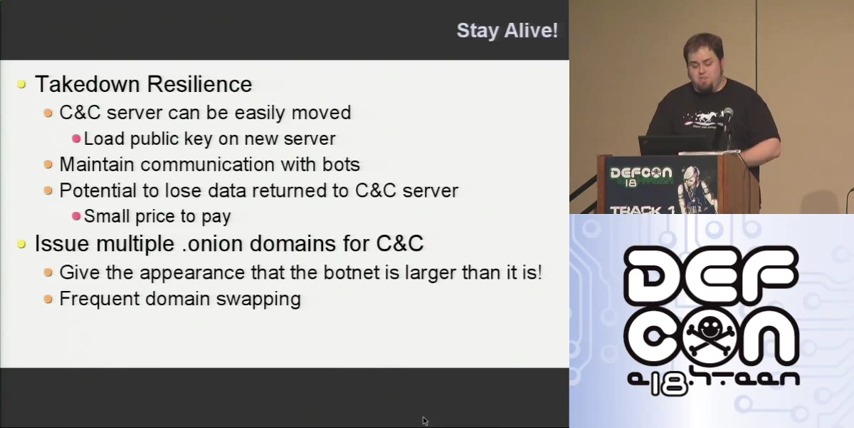 Stay Alive!
Takedown Resilience
C&C server can be easily moved
Load public key on new server
Maintain communication with bots
Potential to lose data returned to C&C server
Small price to pay
Issue multiple .onion domains for C&C
Give the appearance that the botnet is larger than it is!
Frequent domain swapping
DEFCON
18
TRACK 1
DEF
CON
e18hteen